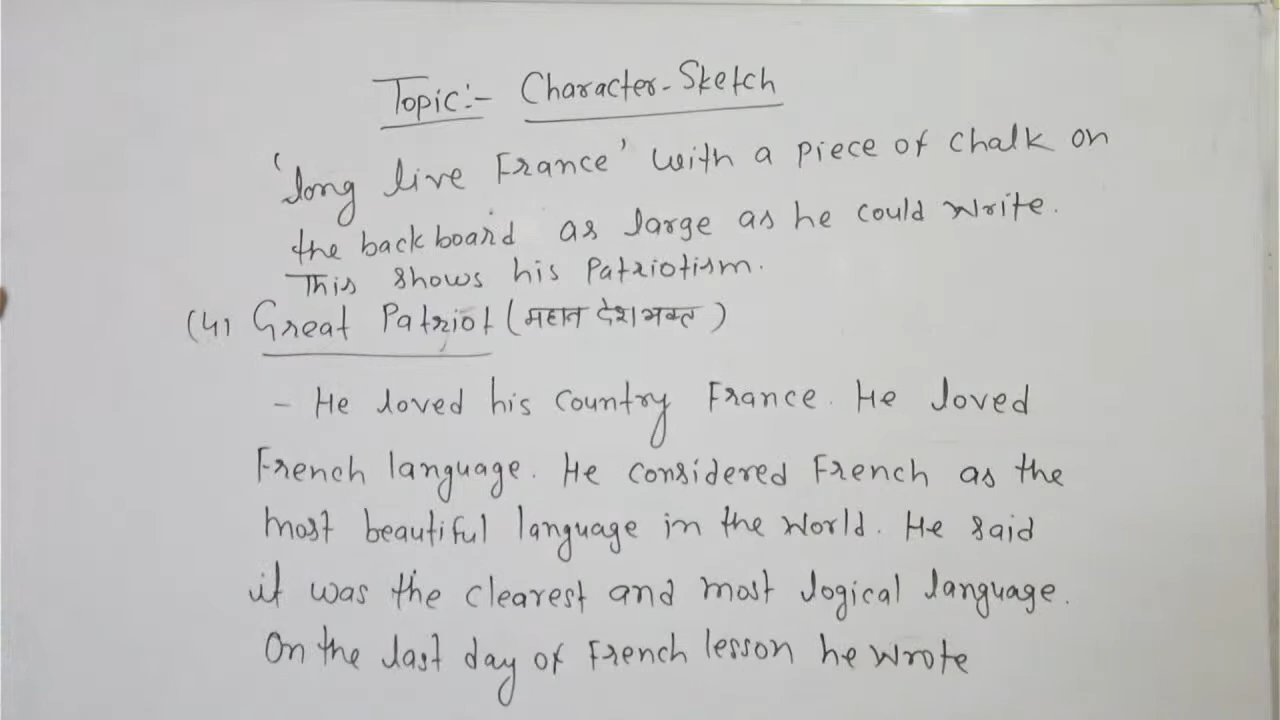 Topic:- Character-Sketch
'long live France' with a piece of chalk on
the backboard as large as he could write.
This shows his Patriotism.
(4) Great Patriot (महान देशभक्त)
- He loved his country France. He loved
French language. He considered French as the
most beautiful language in the world. He said
it was the clearest and most logical language.
On the last day of French lesson he wrote